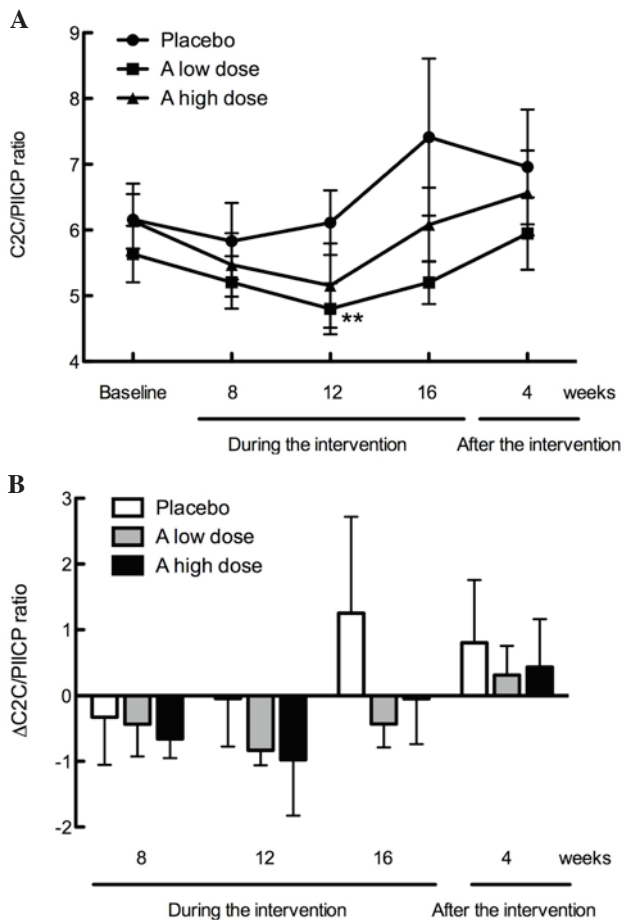 A
Placebo
A low dose
A high dose
C2C/PIICP ratio
9
8
7
6
5
4
**
Baseline 8 12 16 4 weeks
During the intervention After the intervention
B
Placebo
A low dose
A high dose
ΔC2C/PIICP ratio
3
2
1
0
-1
-2
8 12 16 4 weeks
During the intervention After the intervention